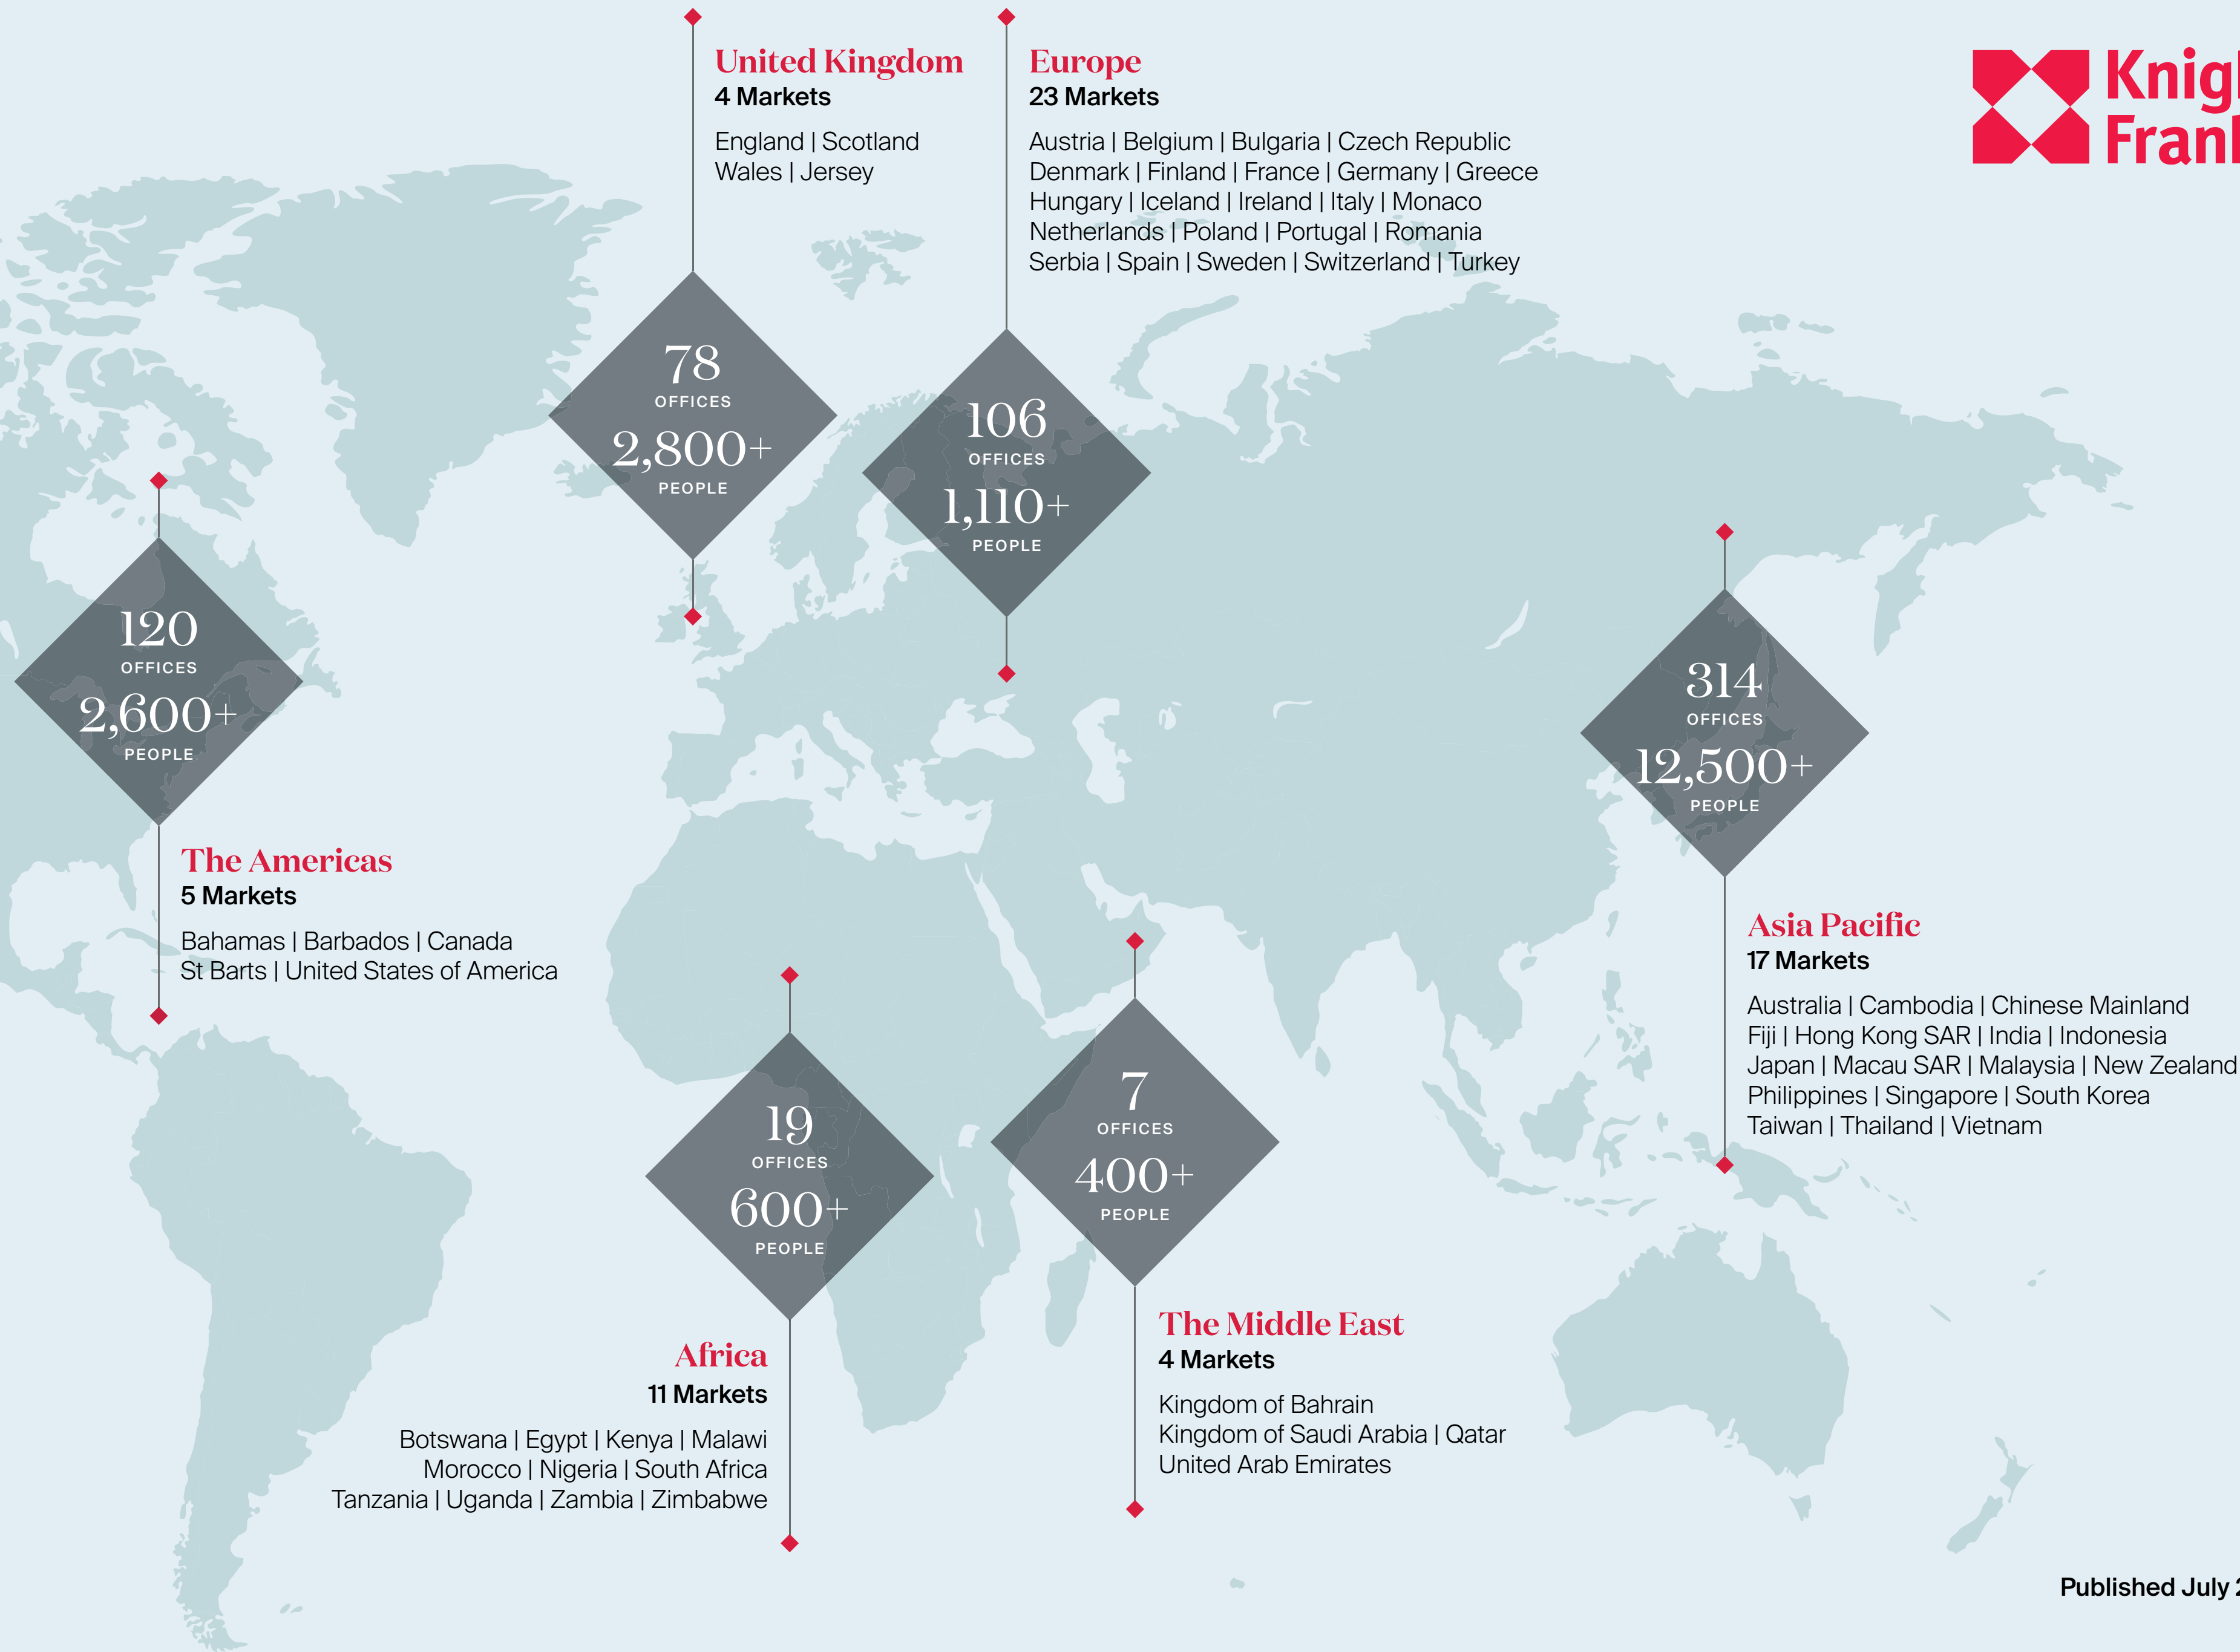 United Kingdom
4 Markets
England | Scotland
Wales | Jersey
78
OFFICES
2,800+
PEOPLE
Europe
23 Markets
Austria | Belgium | Bulgaria | Czech Republic
Denmark | Finland | France | Germany | Greece
Hungary | Iceland | Ireland | Italy | Monaco
Netherlands | Poland | Portugal | Romania
Serbia | Spain | Sweden | Switzerland | Turkey
106
OFFICES
1,110+
PEOPLE
120
OFFICES
2,600+
PEOPLE
The Americas
5 Markets
Bahamas | Barbados | Canada
St Barts | United States of America
314
OFFICES
12,500+
PEOPLE
Asia Pacific
17 Markets
Australia | Cambodia | Chinese Mainland
Fiji | Hong Kong SAR | India | Indonesia
Japan | Macau SAR | Malaysia | New Zealand
Philippines | Singapore | South Korea
Taiwan | Thailand | Vietnam
19
OFFICES
600+
PEOPLE
Africa
11 Markets
Botswana | Egypt | Kenya | Malawi
Morocco | Nigeria | South Africa
Tanzania | Uganda | Zambia | Zimbabwe
7
OFFICES
400+
PEOPLE
The Middle East
4 Markets
Kingdom of Bahrain
Kingdom of Saudi Arabia | Qatar
United Arab Emirates
Published July